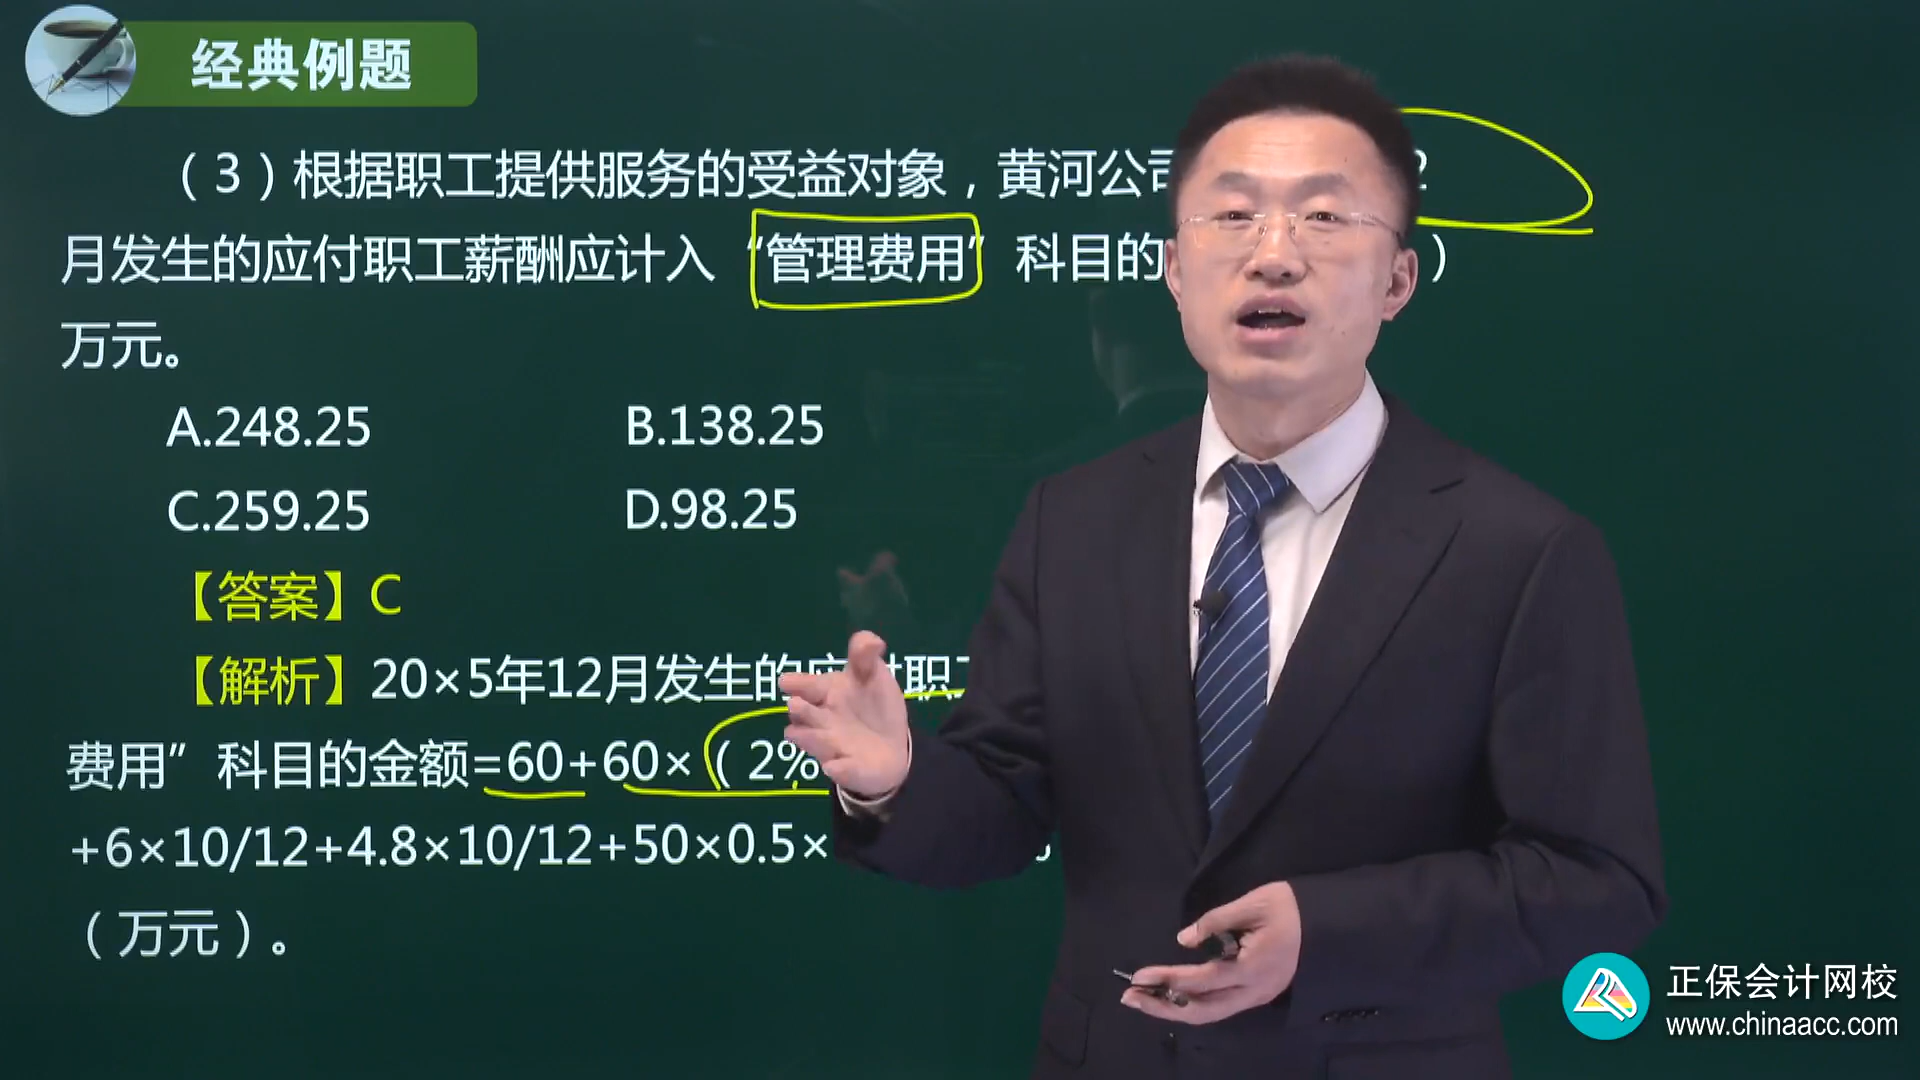 经典例题
（3）根据职工提供服务的受益对象，黄河公司 2
月发生的应付职工薪酬应计入“管理费用”科目的 ）
万元。
A.248.25 B.138.25
C.259.25 D.98.25
【答案】C
【解析】20×5年12月发生的应付职
费用”科目的金额=60+60×（2%
+6×10/12+4.8×10/12+50×0.5×
（万元）。
正保会计网校
www.chinaacc.com